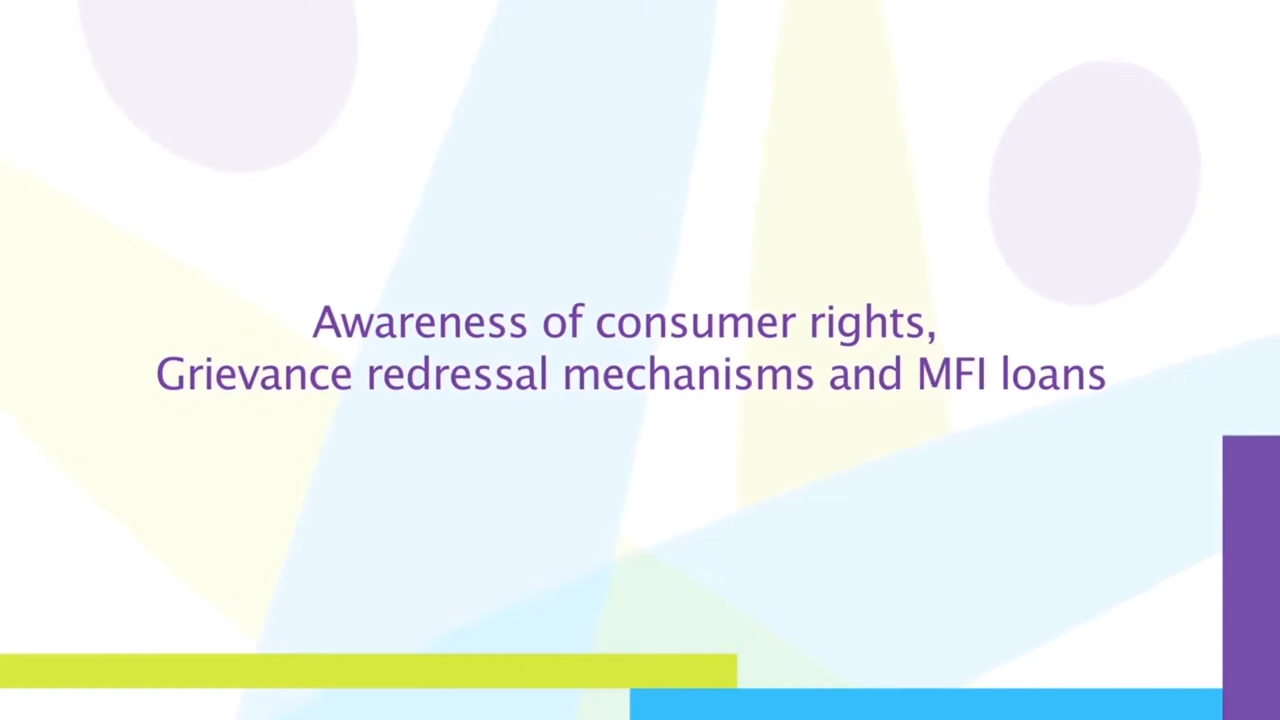 Awareness of consumer rights,
Grievance redressal mechanisms and MFI loans